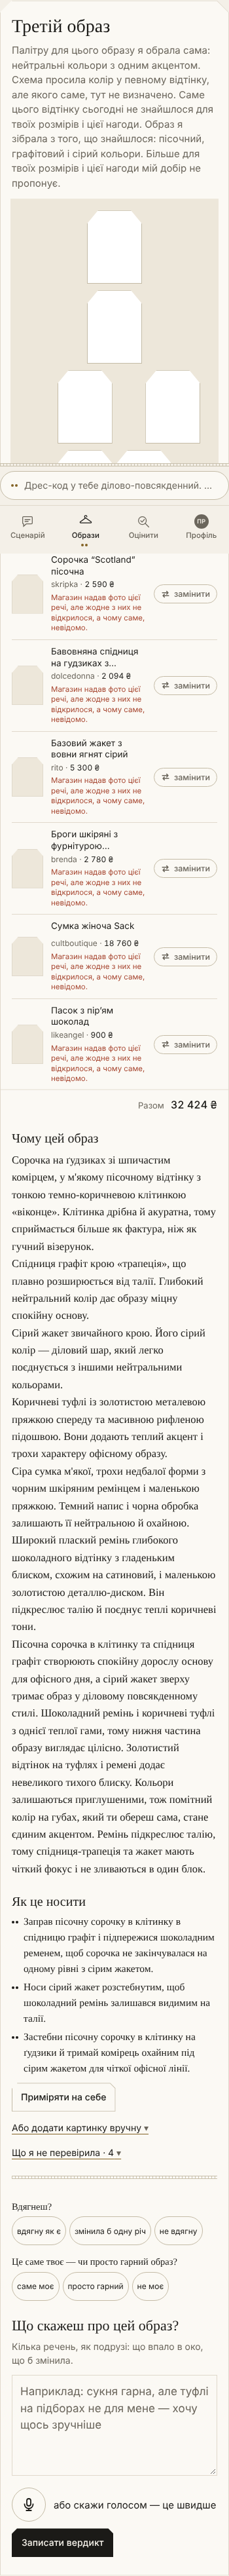 Третій образ
Палітру для цього образу я обрала сама:
нейтральні кольори з одним акцентом.
Схема просила колір у певному відтінку,
але якого саме, тут не визначено. Саме
цього відтінку сьогодні не знайшлося для
твоїх розмірів і цієї нагоди. Образ я
зібрала з того, що знайшлося: пісочний,
графітовий і сірий кольори. Більше для
твоїх розмірів і цієї нагоди мій добір не
пропонує.
Дрес-код у тебе ділово-повсякденний. ...
Сценарій
Образи
Оцінити
ПР
Профіль
Сорочка “Scotland”
пісочна
skripka · 2 590 ₴
Магазин надав фото цієї
речі, але жодне з них не
відкрилося, а чому саме,
невідомо.
замінити
Бавовняна спідниця
на гудзиках з...
dolcedonna · 2 094 ₴
Магазин надав фото цієї
речі, але жодне з них не
відкрилося, а чому саме,
невідомо.
замінити
Базовий жакет з
вовни ягнят сірий
rito · 5 300 ₴
Магазин надав фото цієї
речі, але жодне з них не
відкрилося, а чому саме,
невідомо.
замінити
Броги шкіряні з
фурнітурою...
brenda · 2 780 ₴
Магазин надав фото цієї
речі, але жодне з них не
відкрилося, а чому саме,
невідомо.
замінити
Сумка жіноча Sack
cultboutique · 18 760 ₴
Магазин надав фото цієї
речі, але жодне з них не
відкрилося, а чому саме,
невідомо.
замінити
Пасок з пір'ям
шоколад
likeangel · 900 ₴
Магазин надав фото цієї
речі, але жодне з них не
відкрилося, а чому саме,
невідомо.
замінити
Разом 32 424 ₴
Чому цей образ
Сорочка на ґудзиках зі шпичастим
комірцем, у м'якому пісочному відтінку з
тонкою темно-коричневою клітинкою
«віконце». Клітинка дрібна й акуратна, тому
сприймається більше як фактура, ніж як
гучний візерунок.
Спідниця графіт крою «трапеція», що
плавно розширюється від талії. Глибокий
нейтральний колір дає образу міцну
спокійну основу.
Сірий жакет звичайного крою. Його сірий
колір — діловий шар, який легко
поєднується з іншими нейтральними
кольорами.
Коричневі туфлі із золотистою металевою
пряжкою спереду та масивною рифленою
підошвою. Вони додають теплий акцент і
трохи характеру офісному образу.
Сіра сумка м'якої, трохи недбалої форми з
чорним шкіряним ремінцем і маленькою
пряжкою. Темний напис і чорна обробка
залишають її нейтральною й охайною.
Широкий плаский ремінь глибокого
шоколадного відтінку з гладеньким
блиском, схожим на сатиновий, і маленькою
золотистою деталлю-диском. Він
підкреслює талію й поєднує теплі коричневі
тони.
Пісочна сорочка в клітинку та спідниця
графіт створюють спокійну дорослу основу
для офісного дня, а сірий жакет зверху
тримає образ у діловому повсякденному
стилі. Шоколадний ремінь і коричневі туфлі
з однієї теплої гами, тому нижня частина
образу виглядає цілісно. Золотистий
відтінок на туфлях і ремені додає
невеликого тихого блиску. Кольори
залишаються приглушеними, тож помітний
колір на губах, який ти обереш сама, стане
єдиним акцентом. Ремінь підкреслює талію,
тому спідниця-трапеція та жакет мають
чіткий фокус і не зливаються в один блок.
Як це носити
Заправ пісочну сорочку в клітинку в
спідницю графіт і підпережися шоколадним
ременем, щоб сорочка не закінчувалася на
одному рівні з сірим жакетом.
Носи сірий жакет розстебнутим, щоб
шоколадний ремінь залишався видимим на
талії.
Застебни пісочну сорочку в клітинку на
ґудзики й тримай комірець охайним під
сірим жакетом для чіткої офісної лінії.
Приміряти на себе
Або додати картинку вручну ▾
Що я не перевірила · 4 ▾
Вдягнеш?
вдягну як є
змінила б одну річ
не вдягну
Це саме твоє — чи просто гарний образ?
саме моє
просто гарний
не моє
Що скажеш про цей образ?
Кілька речень, як подрузі: що впало в око,
що б змінила.
Наприклад: сукня гарна, але туфлі
на підборах не для мене — хочу
щось зручніше
або скажи голосом — це швидше
Записати вердикт